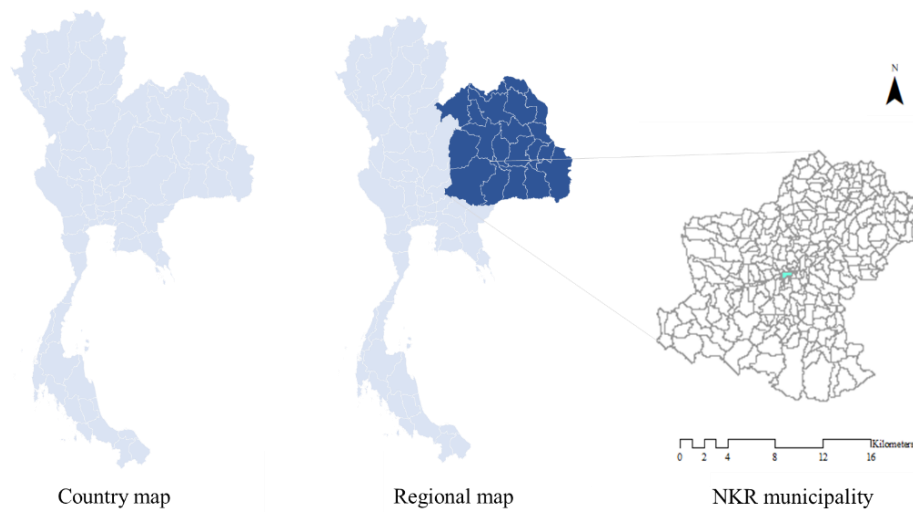 N
Kilometers
0 2 4 8 12 16
Country map
Regional map
NKR municipality